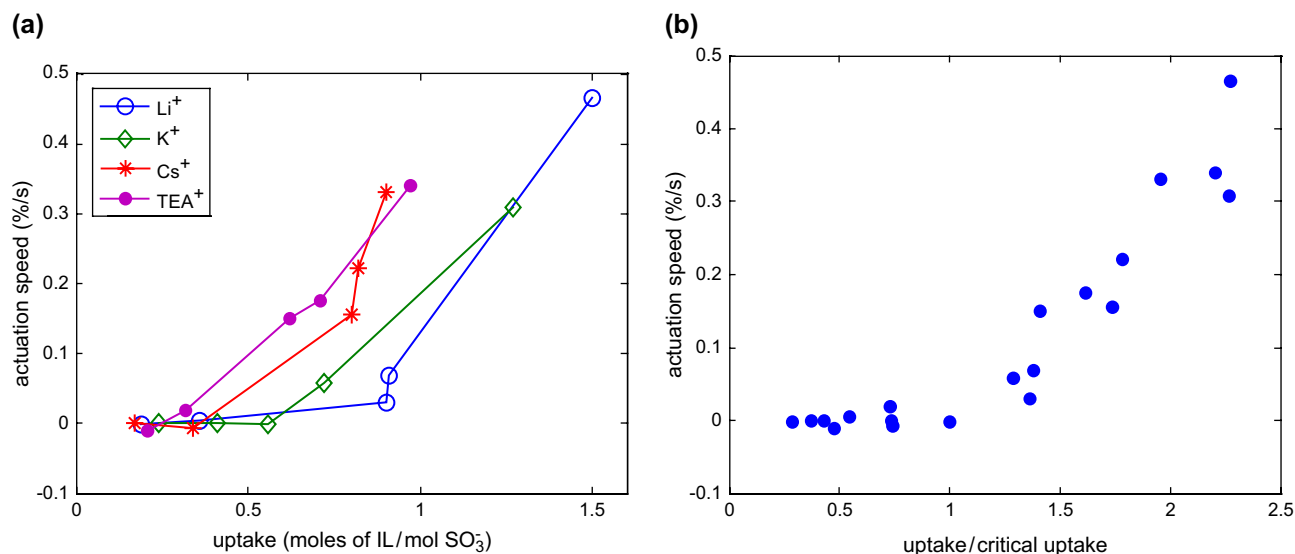 (a)
0.5
0.4
0.3
0.2
0.1
0
-0.1
actuation speed (%/s)
Li+
K+
Cs+
TEA+
0
0.5
1
1.5
uptake (moles of IL/mol SO3-)
(b)
0.5
0.4
0.3
0.2
0.1
0
-0.1
actuation speed (%/s)
0
0.5
1
1.5
2
2.5
uptake/critical uptake